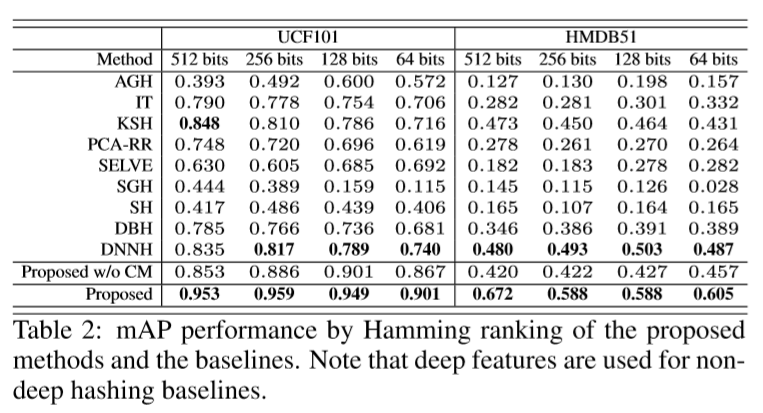 UCF101 HMDB51
Method 512 bits 256 bits 128 bits 64 bits 512 bits 256 bits 128 bits 64 bits
AGH 0.393 0.492 0.600 0.572 0.127 0.130 0.198 0.157
IT 0.790 0.778 0.754 0.706 0.282 0.281 0.301 0.332
KSH 0.848 0.810 0.786 0.716 0.473 0.450 0.464 0.431
PCA-RR 0.748 0.720 0.696 0.619 0.278 0.261 0.270 0.264
SELVE 0.630 0.605 0.685 0.692 0.182 0.183 0.278 0.282
SGH 0.444 0.389 0.159 0.115 0.145 0.115 0.126 0.028
SH 0.417 0.486 0.439 0.406 0.165 0.107 0.164 0.165
DBH 0.785 0.766 0.736 0.681 0.346 0.386 0.391 0.389
DNNH 0.835 0.817 0.789 0.740 0.480 0.493 0.503 0.487
Proposed w/o CM 0.853 0.886 0.901 0.867 0.420 0.422 0.427 0.457
Proposed 0.953 0.959 0.949 0.901 0.672 0.588 0.588 0.605
Table 2: mAP performance by Hamming ranking of the proposed
methods and the baselines. Note that deep features are used for non-
deep hashing baselines.